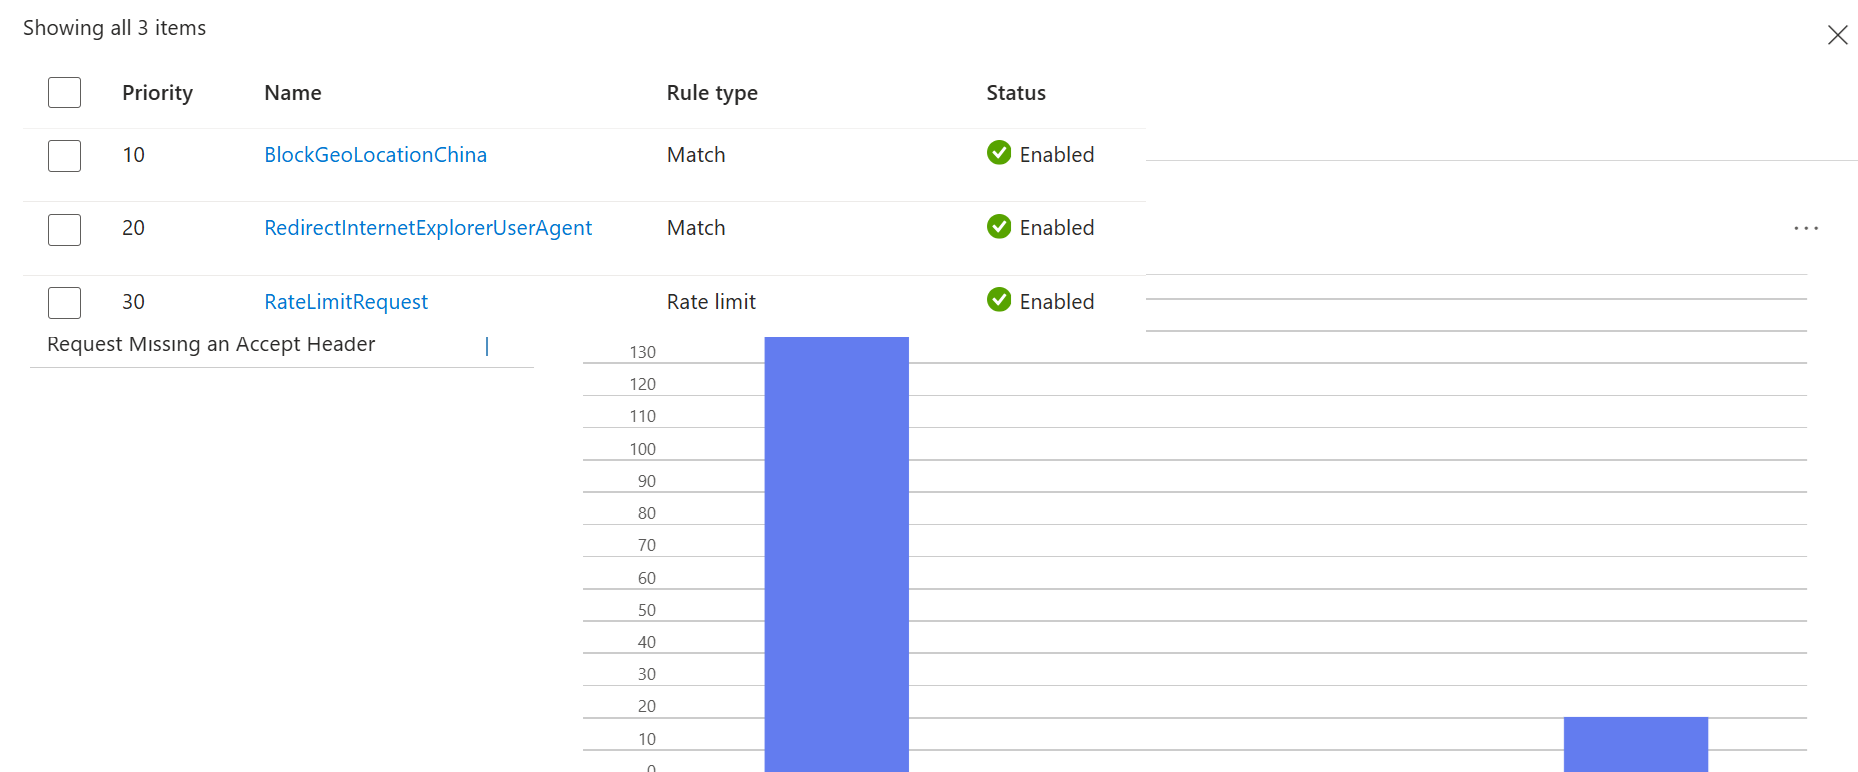 Showing all 3 items
Priority Name Rule type Status
10 BlockGeoLocationChina Match Enabled
20 RedirectInternetExplorerUserAgent Match Enabled
30 RateLimitRequest Rate limit Enabled
Request Missing an Accept Header
130
120
110
100
90
80
70
60
50
40
30
20
10
0